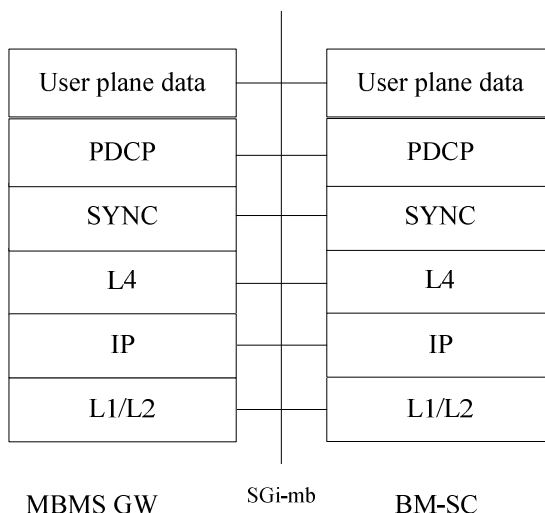 User plane data User plane data
PDCP PDCP
SYNC SYNC
L4 L4
IP IP
L1/L2 L1/L2
MBMS GW SGi-mb BM-SC